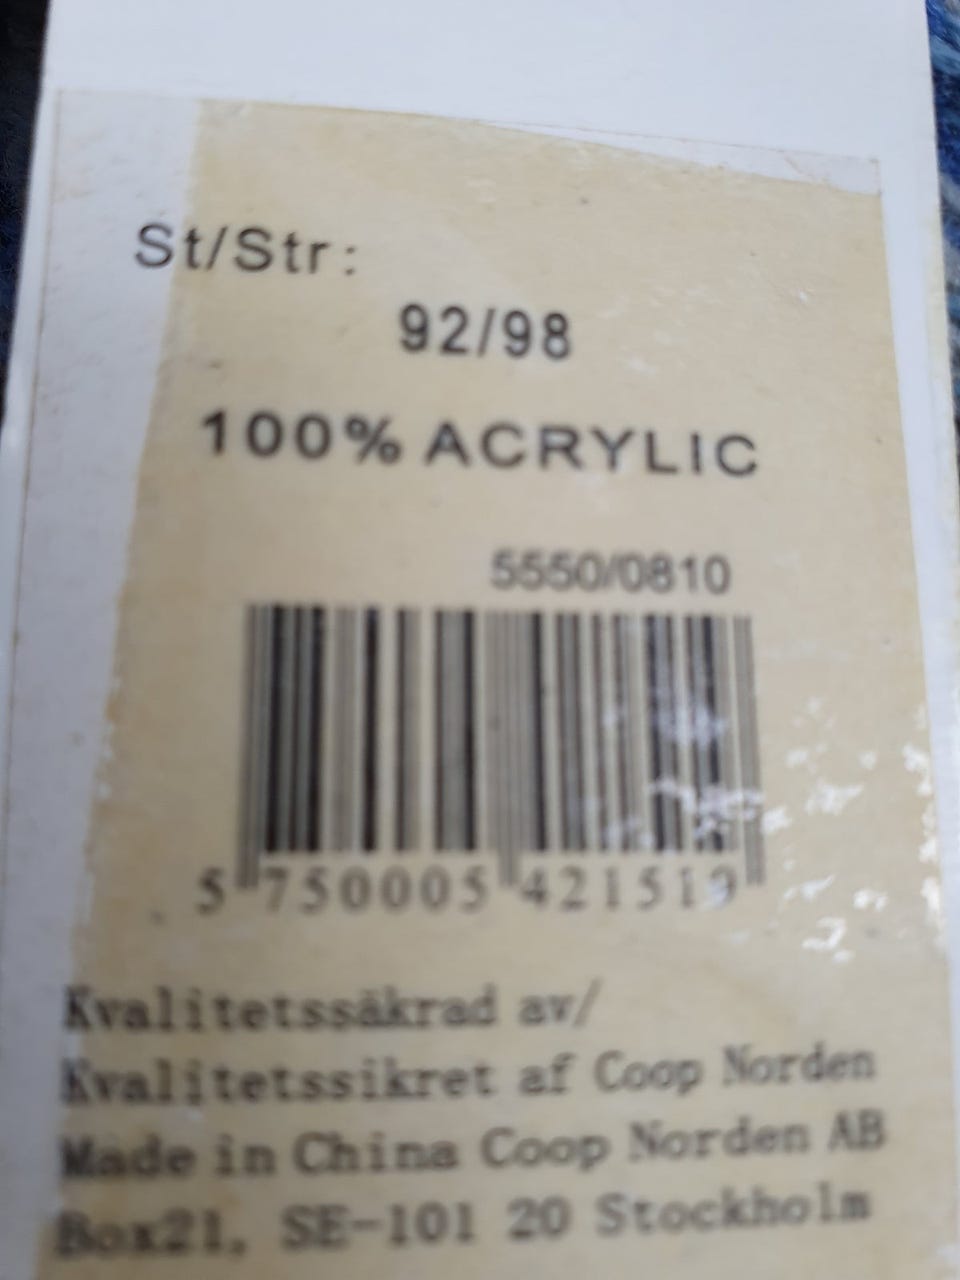 St/Str:
92/98
100% ACRYLIC
5550/0810
5 750005 421519
Kvalitetssäkrad av/
Kvalitetssikret af Coop Norden
Made in China Coop Norden AB
Box21, SE-101 20 Stockholm